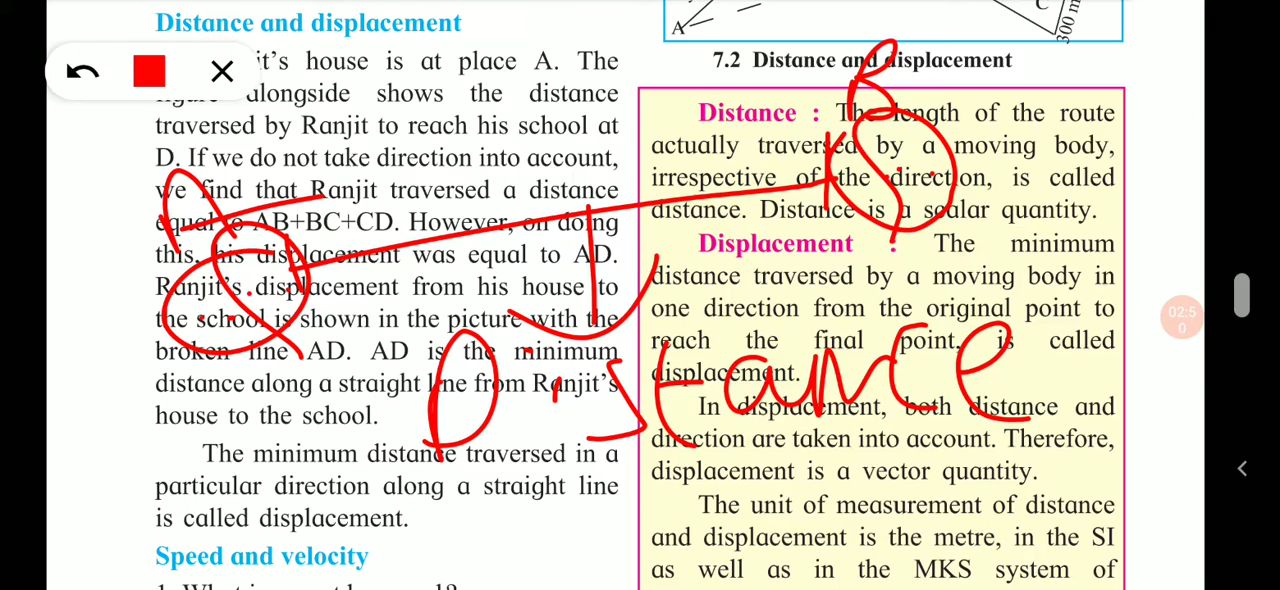 Distance and displacement
it's house is at place A. The
figure alongside shows the distance
traversed by Ranjit to reach his school at
D. If we do not take direction into account,
we find that Ranjit traversed a distance
equal to AB+BC+CD. However, on doing
this, his displacement was equal to AD.
Ranjit's displacement from his house to
the school is shown in the picture with the
broken line AD. AD is the minimum
distance along a straight line from Ranjit's
house to the school.
The minimum distance traversed in a
particular direction along a straight line
is called displacement.
Speed and velocity
A
C
300 m
7.2 Distance and displacement
Distance : The length of the route
actually traversed by a moving body,
irrespective of the direction, is called
distance. Distance is a scalar quantity.
Displacement : The minimum
distance traversed by a moving body in
one direction from the original point to
reach the final point, is called
displacement.
In displacement, both distance and
direction are taken into account. Therefore,
displacement is a vector quantity.
The unit of measurement of distance
and displacement is the metre, in the SI
as well as in the MKS system of
A
B
Distance
02:5
0